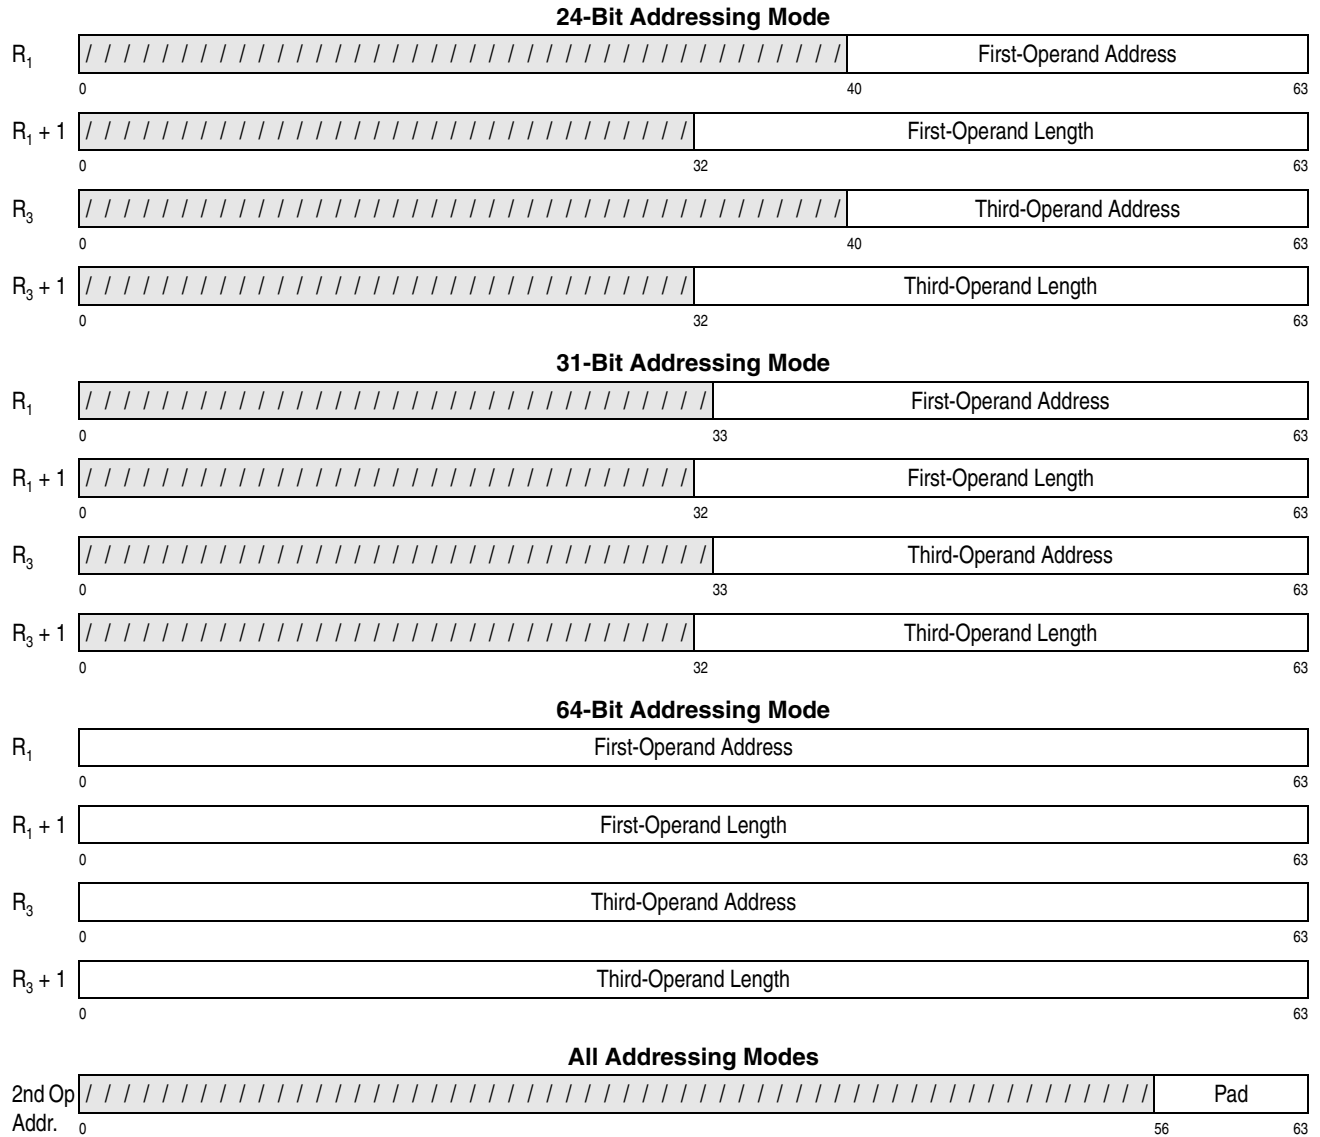 24-Bit Addressing Mode
R1 / / / / / / / / / / / / / / / / / / / / / / / / / / / / / / / / / / / / / / / / First-Operand Address
0 40 63
R1 + 1 / / / / / / / / / / / / / / / / / / / / / / / / / / / / / / / / First-Operand Length
0 32 63
R3 / / / / / / / / / / / / / / / / / / / / / / / / / / / / / / / / / / / / / / / / Third-Operand Address
0 40 63
R3 + 1 / / / / / / / / / / / / / / / / / / / / / / / / / / / / / / / / Third-Operand Length
0 32 63
31-Bit Addressing Mode
R1 / / / / / / / / / / / / / / / / / / / / / / / / / / / / / / / / / First-Operand Address
0 33 63
R1 + 1 / / / / / / / / / / / / / / / / / / / / / / / / / / / / / / / / First-Operand Length
0 32 63
R3 / / / / / / / / / / / / / / / / / / / / / / / / / / / / / / / / / Third-Operand Address
0 33 63
R3 + 1 / / / / / / / / / / / / / / / / / / / / / / / / / / / / / / / / Third-Operand Length
0 32 63
64-Bit Addressing Mode
R1 First-Operand Address
0 63
R1 + 1 First-Operand Length
0 63
R3 Third-Operand Address
0 63
R3 + 1 Third-Operand Length
0 63
All Addressing Modes
2nd Op / / / / / / / / / / / / / / / / / / / / / / / / / / / / / / / / / / / / / / / / / / / / / / / / / / / / / / / / Pad
Addr. 0 56 63